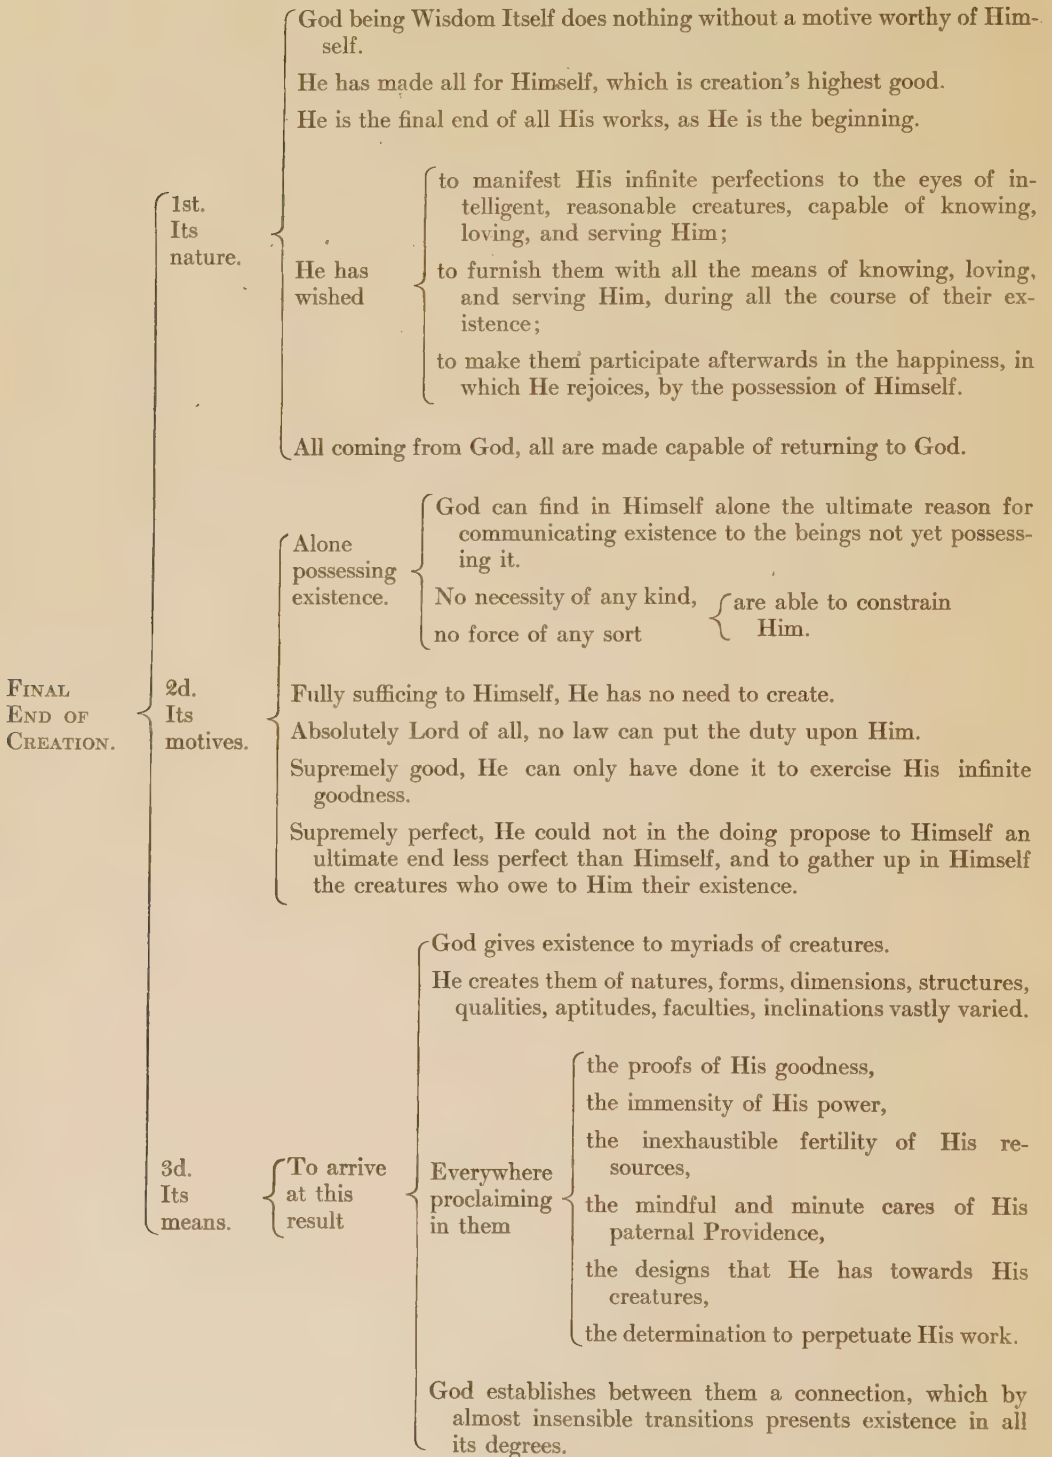 God being Wisdom Itself does nothing without a motive worthy of Him-
self.
He has made all for Himself, which is creation's highest good.
He is the final end of all His works, as He is the beginning.
1st.
Its
nature.
He has
wished
to manifest His infinite perfections to the eyes of in-
telligent, reasonable creatures, capable of knowing,
loving, and serving Him;
to furnish them with all the means of knowing, loving,
and serving Him, during all the course of their ex-
istence;
to make them participate afterwards in the happiness, in
which He rejoices, by the possession of Himself.
All coming from God, all are made capable of returning to God.
FINAL
END OF
CREATION.
2d.
Its
motives.
Alone
possessing
existence.
God can find in Himself alone the ultimate reason for
communicating existence to the beings not yet possess-
ing it.
No necessity of any kind,
no force of any sort
are able to constrain
Him.
Fully sufficing to Himself, He has no need to create.
Absolutely Lord of all, no law can put the duty upon Him.
Supremely good, He can only have done it to exercise His infinite
goodness.
Supremely perfect, He could not in the doing propose to Himself an
ultimate end less perfect than Himself, and to gather up in Himself
the creatures who owe to Him their existence.
3d.
Its
means.
To arrive
at this
result
God gives existence to myriads of creatures.
He creates them of natures, forms, dimensions, structures,
qualities, aptitudes, faculties, inclinations vastly varied.
Everywhere
proclaiming
in them
the proofs of His goodness,
the immensity of His power,
the inexhaustible fertility of His re-
sources,
the mindful and minute cares of His
paternal Providence,
the designs that He has towards His
creatures,
the determination to perpetuate His work.
God establishes between them a connection, which by
almost insensible transitions presents existence in all
its degrees.